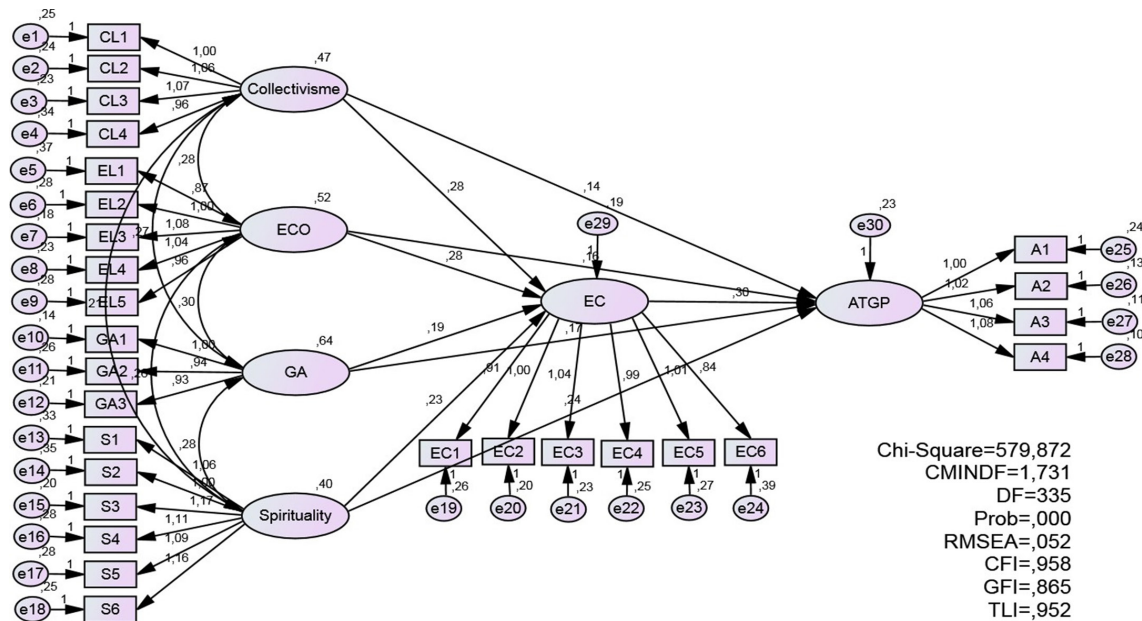 ,25
e1 1 CL1
,24
e2 1 CL2
,23
e3 1 CL3
,34
e4 1 CL4
1,00
1,06
1,07
,96
,47
Collectivisme
,37
e5 1 EL1
,28
e6 1 EL2
,18
e7 1 EL3
,23
e8 1 EL4
,28
e9 1 EL5
,87
1,00
1,08
1,04
,96
,52
ECO
,14
e10 1 GA1
,26
e11 1 GA2
,21
e12 1 GA3
1,00
,94
,93
,64
GA
,33
e13 1 S1
,35
e14 1 S2
,20
e15 1 S3
,28
e16 1 S4
,28
e17 1 S5
,25
e18 1 S6
1,06
1,00
1,17
1,11
1,09
1,16
,40
Spirituality
,28
,27
,30
,28
,28
,28
,19
,23
,14
,19
,30
,17
,24
e29
1
,16
EC
,91
1,00
1,04
,99
1,01
,84
EC1
EC2
EC3
EC4
EC5
EC6
1
1
1
1
1
1
,26
,20
,23
,25
,27
,39
e19
e20
e21
e22
e23
e24
,23
e30
1
ATGP
1,00
1,02
1,06
1,08
,24
A1 1 e25
,13
A2 1 e26
,11
A3 1 e27
,10
A4 1 e28
Chi-Square=579,872
CMINDF=1,731
DF=335
Prob=,000
RMSEA=,052
CFI=,958
GFI=,865
TLI=,952